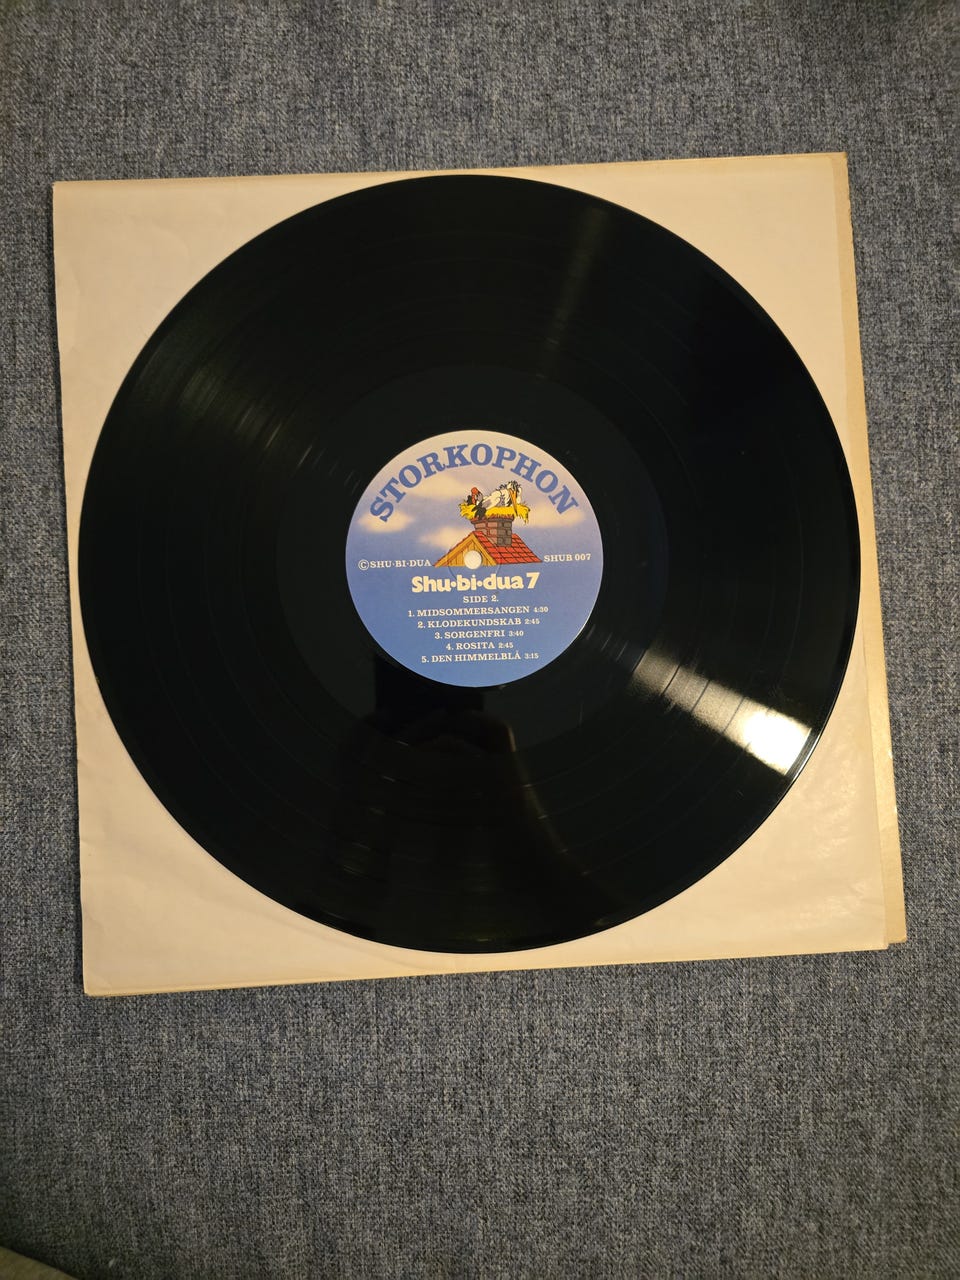 STORKOPHON
©SHU·BI·DUA SHUB 007
Shu·bi·dua 7
SIDE 2.
1. MIDSOMMERSANGEN 4:30
2. KLODEKUNDSKAB 2:45
3. SORGENFRI 3:40
4. ROSITA 2:45
5. DEN HIMMELBLÅ 3:15